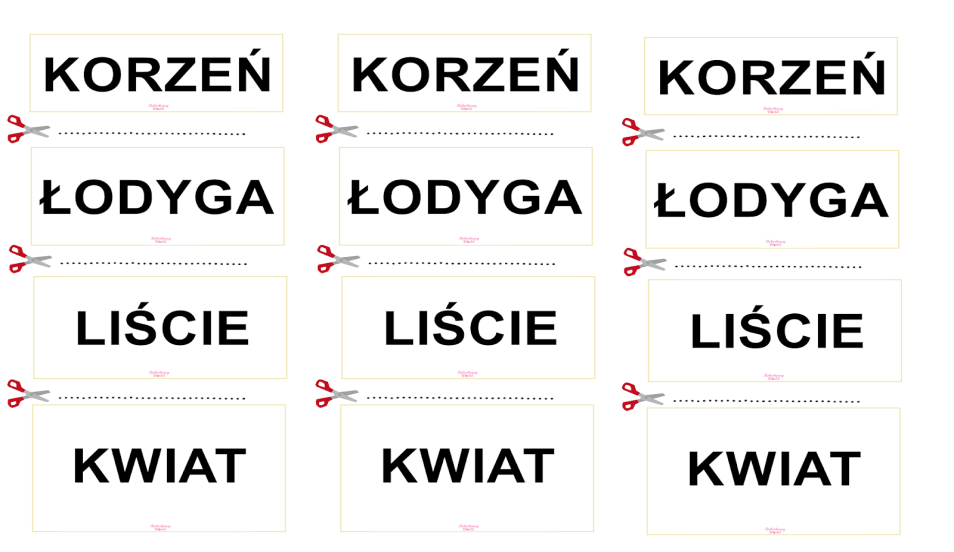 KORZEŃ KORZEŃ KORZEŃ
ŁODYGA ŁODYGA ŁODYGA
LIŚCIE LIŚCIE LIŚCIE
KWIAT KWIAT KWIAT